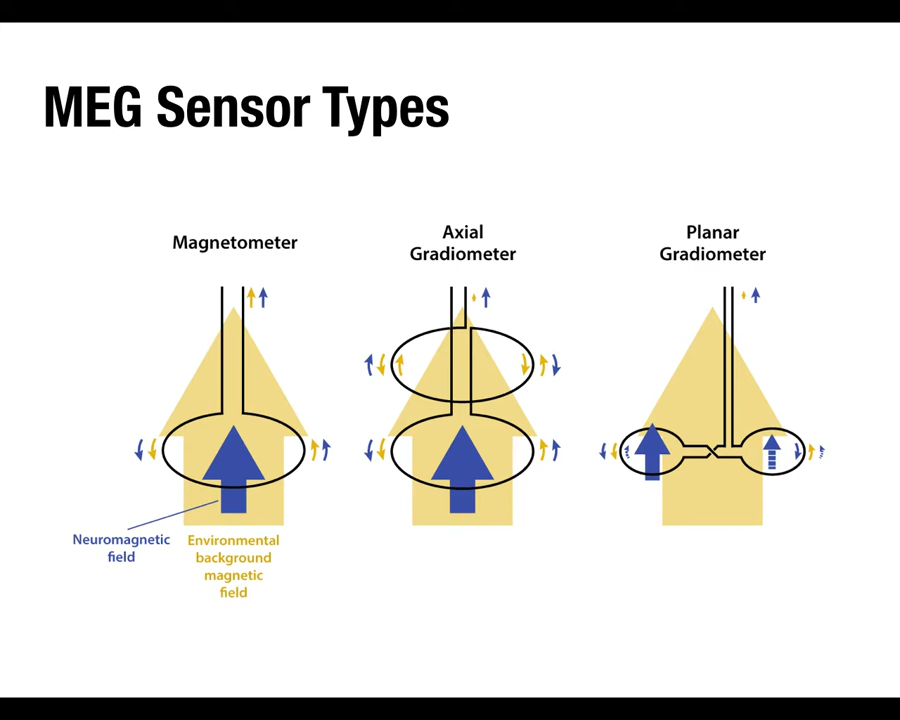 MEG Sensor Types
Magnetometer
Axial
Gradiometer
Planar
Gradiometer
Neuromagnetic
field
Environmental
background
magnetic
field